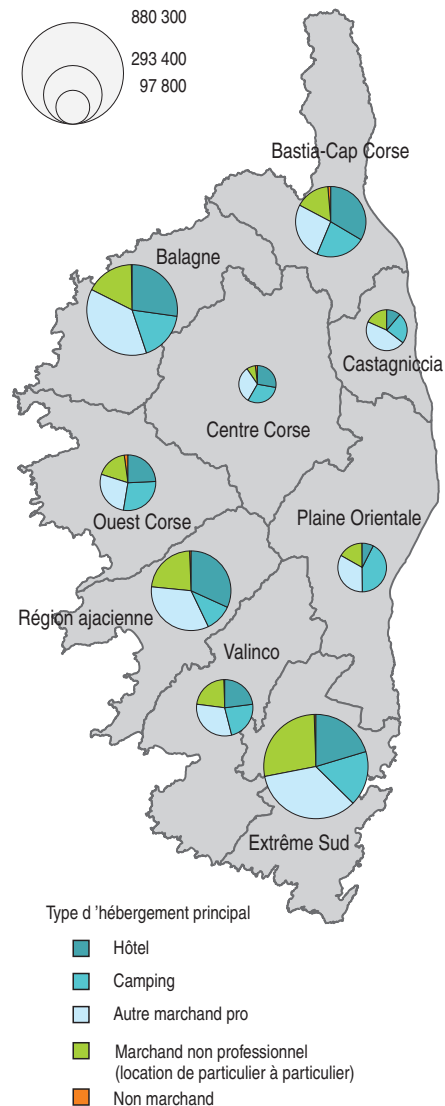 880 300
293 400
97 800
Bastia-Cap Corse
Balagne
Castagniccia
Centre Corse
Ouest Corse
Plaine Orientale
Région ajacienne
Valinco
Extrême Sud
Type d 'hébergement principal
Hôtel
Camping
Autre marchand pro
Marchand non professionnel
(location de particulier à particulier)
Non marchand